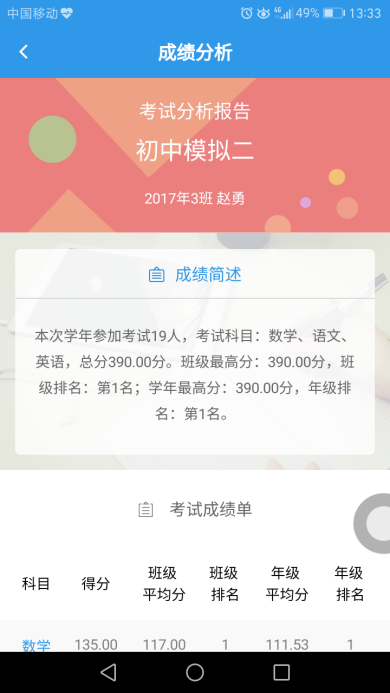 中国移动 4G 49% 13:33
成绩分析
考试分析报告
初中模拟二
2017年3班 赵勇
成绩简述
本次学年参加考试19人，考试科目：数学、语文、
英语，总分390.00分。班级最高分：390.00分，班
级排名：第1名；学年最高分：390.00分，年级排
名：第1名。
考试成绩单
科目 得分 班级平均分 班级排名 年级平均分 年级排名
数学 135.00 117.00 1 111.53 1